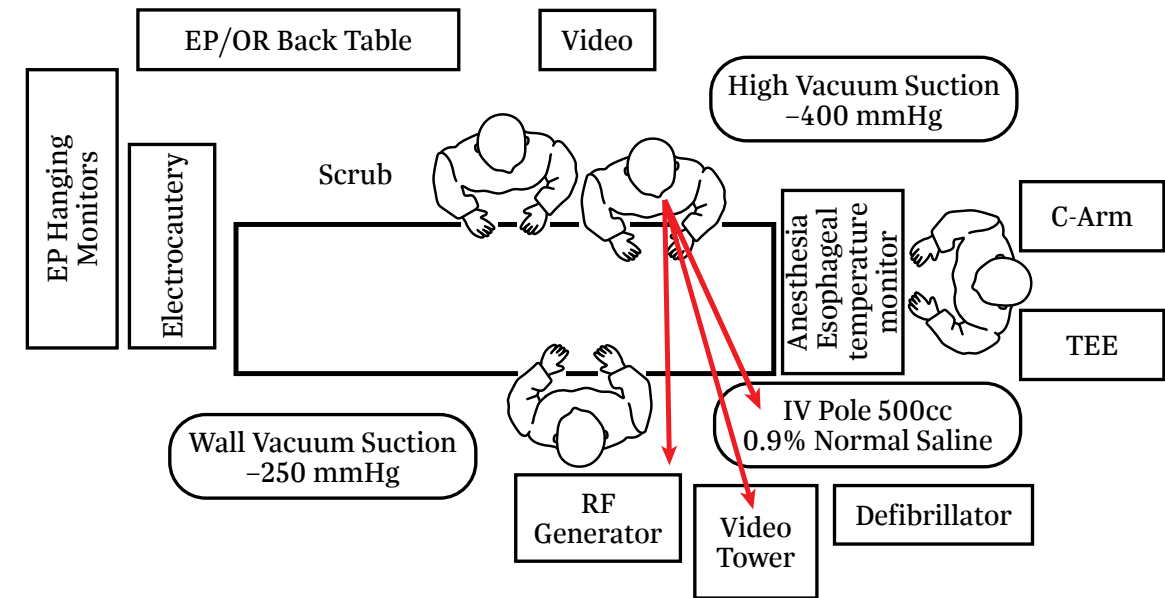 EP/OR Back Table
Video
High Vacuum Suction
–400 mmHg
EP Hanging
Monitors
Electrocautery
Scrub
Anesthesia
Esophageal
temperature
monitor
C-Arm
TEE
Wall Vacuum Suction
–250 mmHg
IV Pole 500cc
0.9% Normal Saline
RF
Generator
Video
Tower
Defibrillator